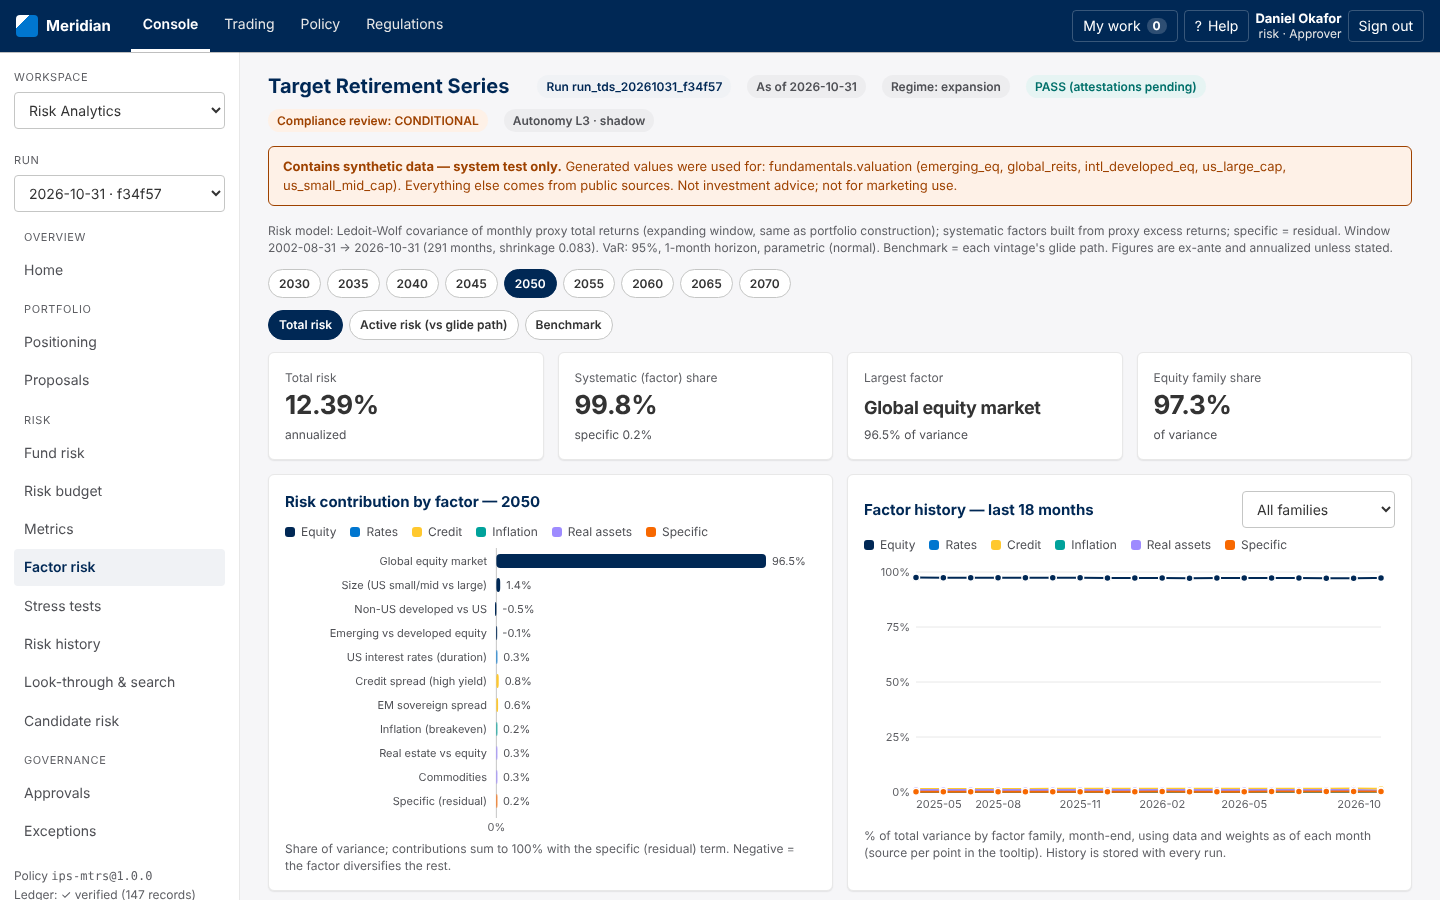 Meridian
Console
Trading
Policy
Regulations
My work 0
? Help
Daniel Okafor
risk · Approver
Sign out
WORKSPACE
Risk Analytics
RUN
2026-10-31 · f34f57
OVERVIEW
Home
PORTFOLIO
Positioning
Proposals
RISK
Fund risk
Risk budget
Metrics
Factor risk
Stress tests
Risk history
Look-through & search
Candidate risk
GOVERNANCE
Approvals
Exceptions
Policy ips-mtrs@1.0.0
Ledger: ✓ verified (147 records)
Target Retirement Series
Run run_tds_20261031_f34f57
As of 2026-10-31
Regime: expansion
PASS (attestations pending)
Compliance review: CONDITIONAL
Autonomy L3 · shadow
Contains synthetic data — system test only. Generated values were used for: fundamentals.valuation (emerging_eq, global_reits, intl_developed_eq, us_large_cap,
us_small_mid_cap). Everything else comes from public sources. Not investment advice; not for marketing use.
Risk model: Ledoit-Wolf covariance of monthly proxy total returns (expanding window, same as portfolio construction); systematic factors built from proxy excess returns; specific = residual. Window
2002-08-31 → 2026-10-31 (291 months, shrinkage 0.083). VaR: 95%, 1-month horizon, parametric (normal). Benchmark = each vintage's glide path. Figures are ex-ante and annualized unless stated.
2030 2035 2040 2045 2050 2055 2060 2065 2070
Total risk
Active risk (vs glide path)
Benchmark
Total risk
12.39%
annualized
Systematic (factor) share
99.8%
specific 0.2%
Largest factor
Global equity market
96.5% of variance
Equity family share
97.3%
of variance
Risk contribution by factor — 2050
Equity Rates Credit Inflation Real assets Specific
Global equity market 96.5%
Size (US small/mid vs large) 1.4%
Non-US developed vs US -0.5%
Emerging vs developed equity -0.1%
US interest rates (duration) 0.3%
Credit spread (high yield) 0.8%
EM sovereign spread 0.6%
Inflation (breakeven) 0.2%
Real estate vs equity 0.3%
Commodities 0.3%
Specific (residual) 0.2%
0%
Share of variance; contributions sum to 100% with the specific (residual) term. Negative =
the factor diversifies the rest.
Factor history — last 18 months
All families
Equity Rates Credit Inflation Real assets Specific
100%
75%
50%
25%
0%
2025-05 2025-08 2025-11 2026-02 2026-05 2026-10
% of total variance by factor family, month-end, using data and weights as of each month
(source per point in the tooltip). History is stored with every run.